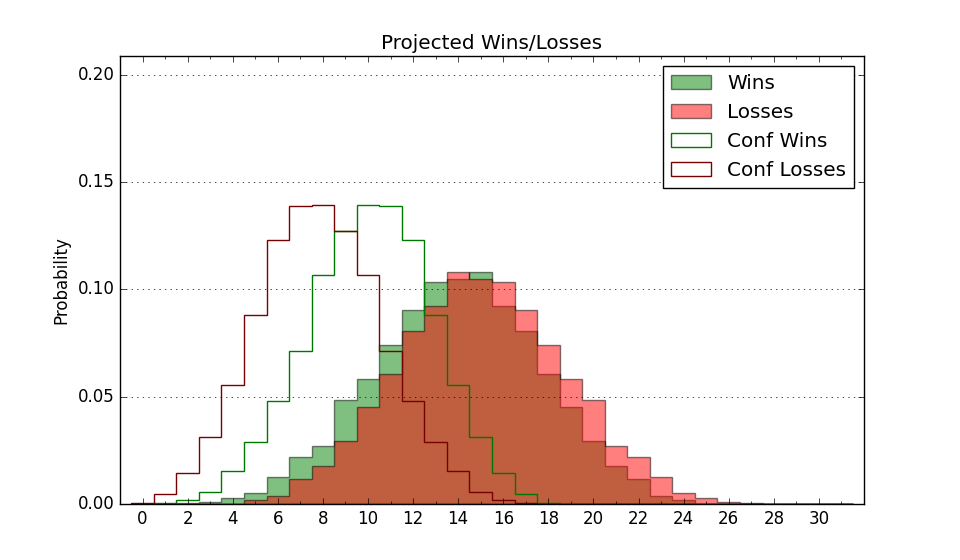 Projected Wins/Losses
0.20
0.15
0.10
0.05
0.00
Probability
Wins
Losses
Conf Wins
Conf Losses
0 2 4 6 8 10 12 14 16 18 20 22 24 26 28 30